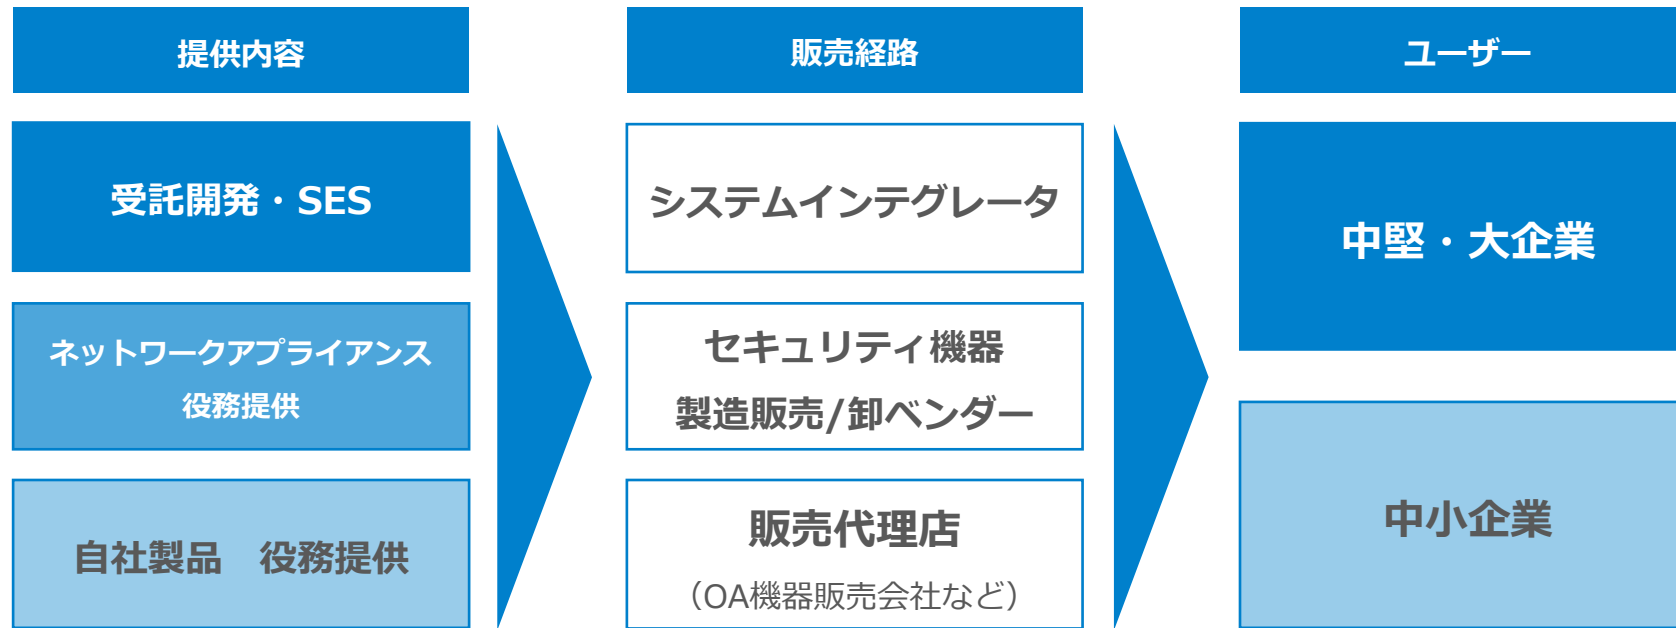 提供内容
販売経路
ユーザー
受託開発・SES
システムインテグレータ
中堅・大企業
ネットワークアプライアンス
役務提供
セキュリティ機器
製造販売/卸ベンダー
自社製品　役務提供
販売代理店
（OA機器販売会社など）
中小企業